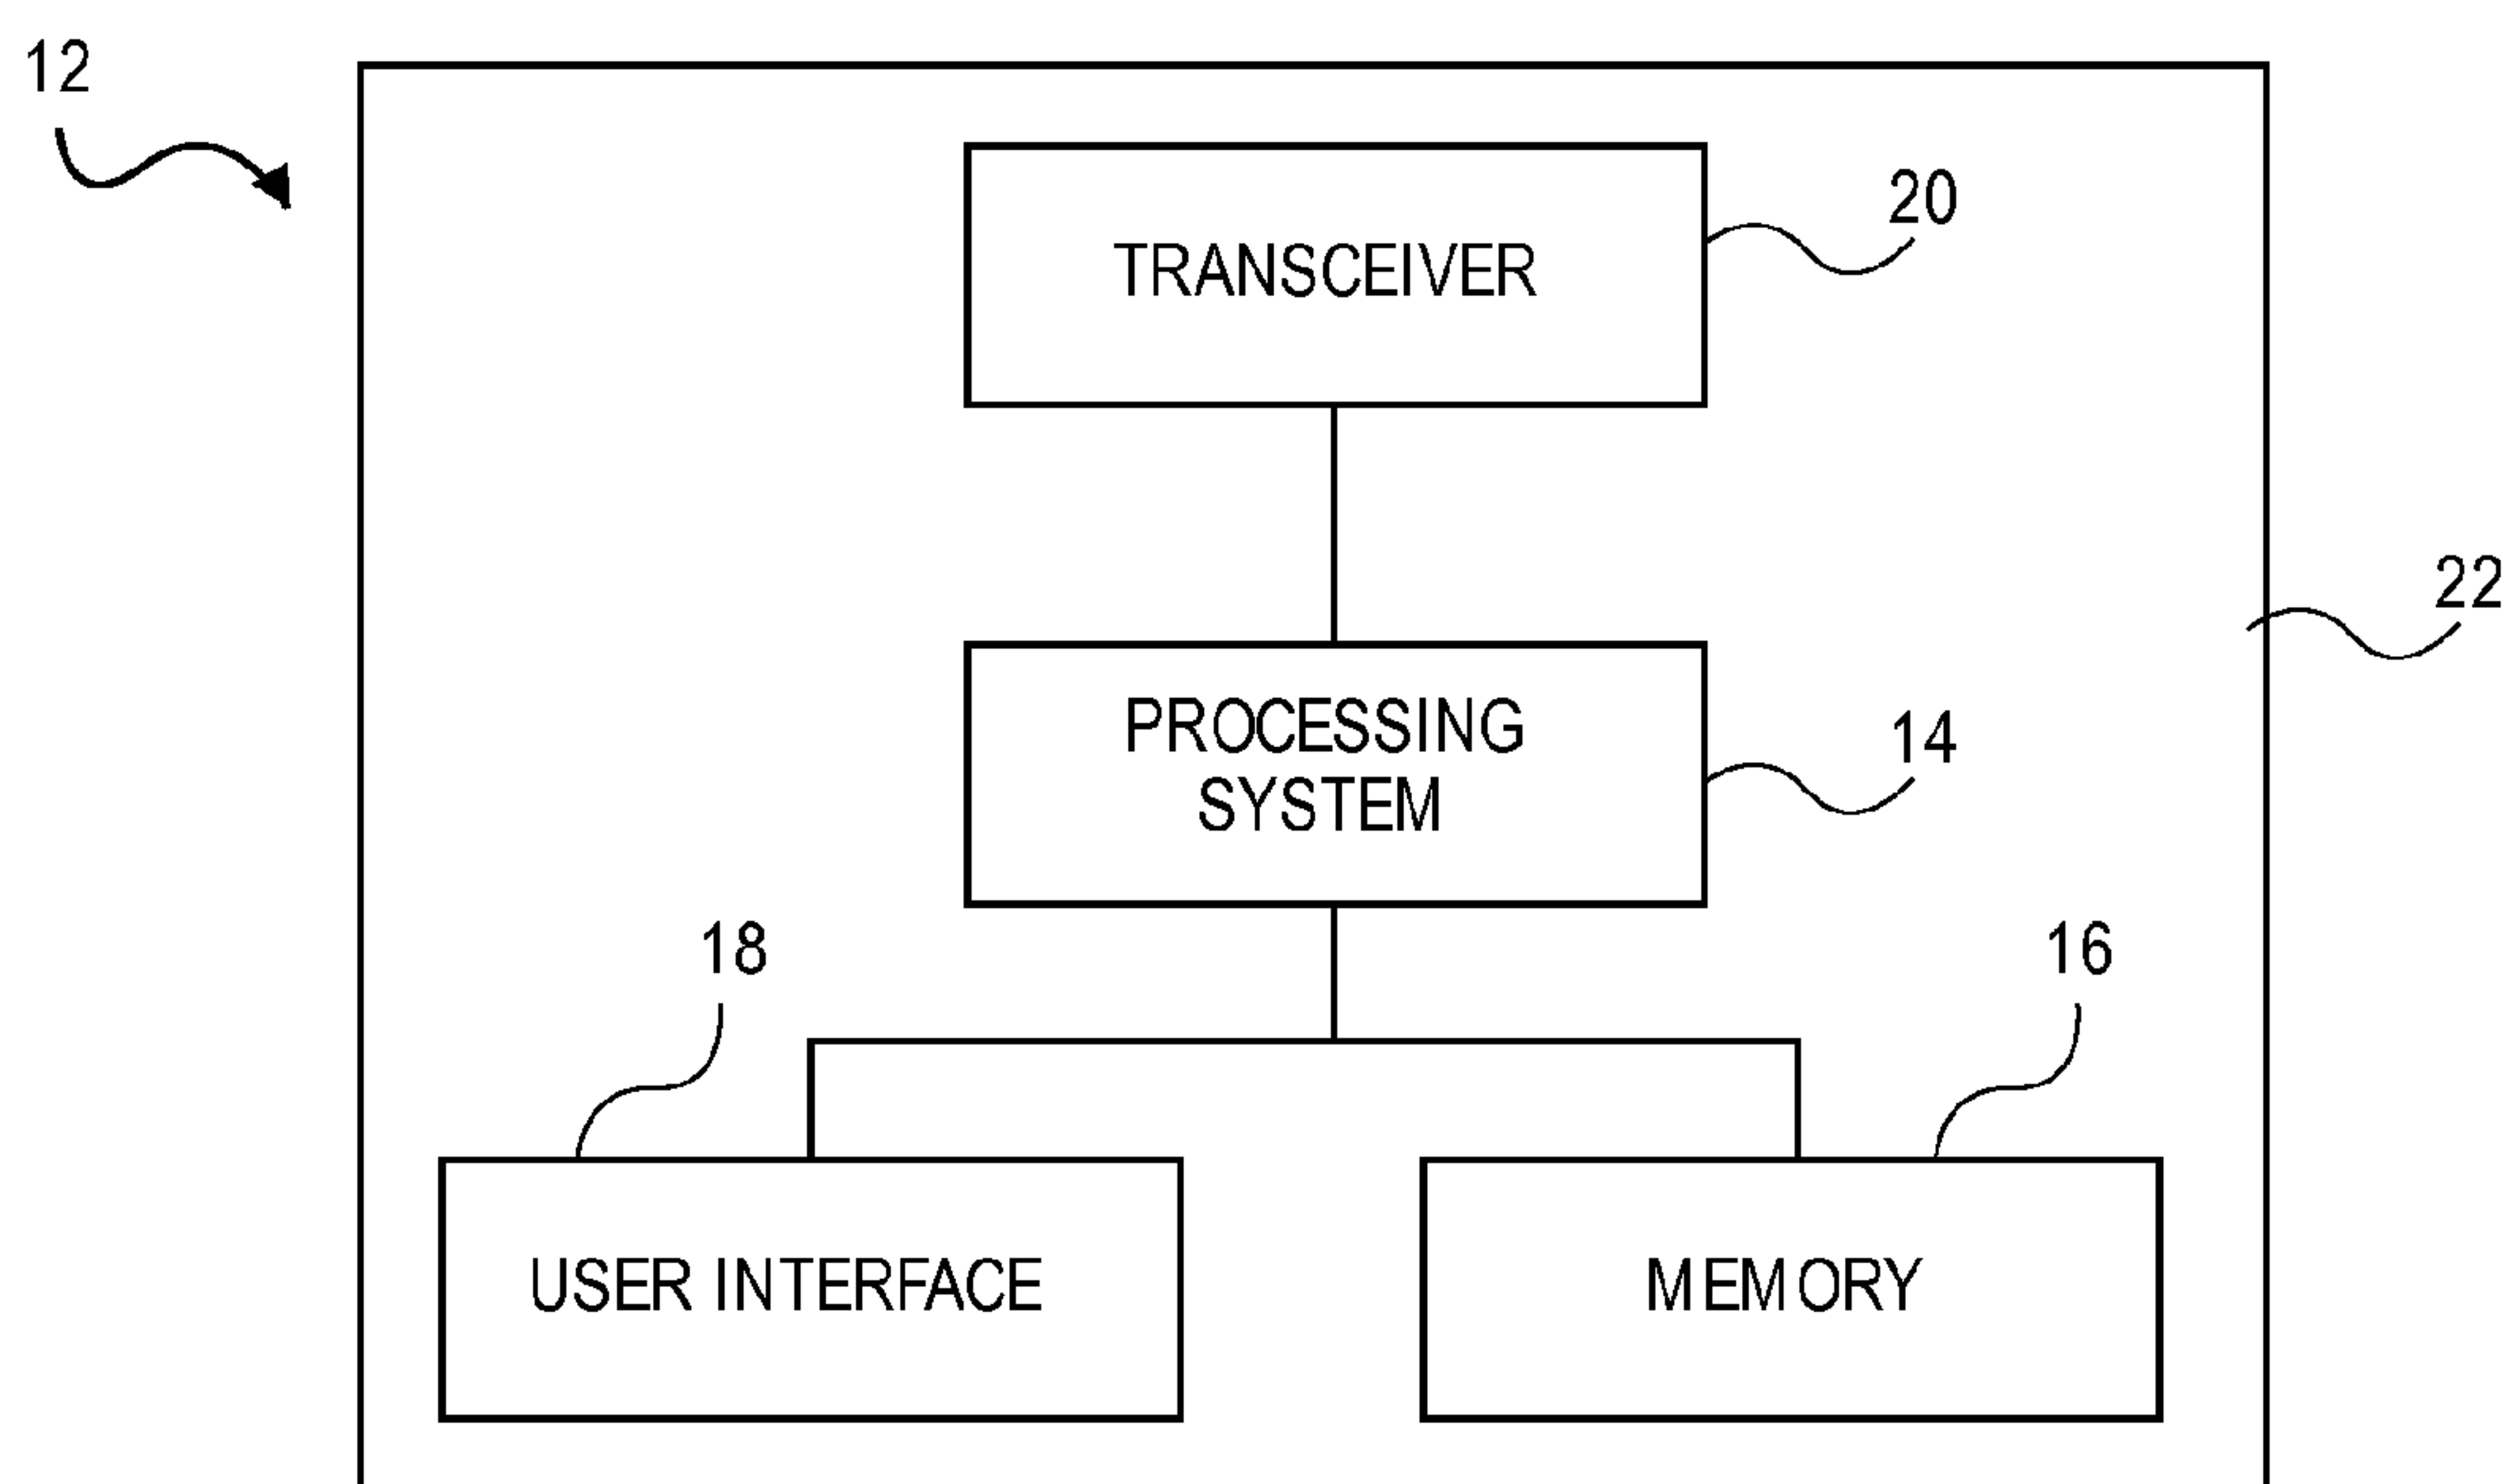 12
TRANSCEIVER
20
22
PROCESSING
SYSTEM
14
18
16
USER INTERFACE
MEMORY